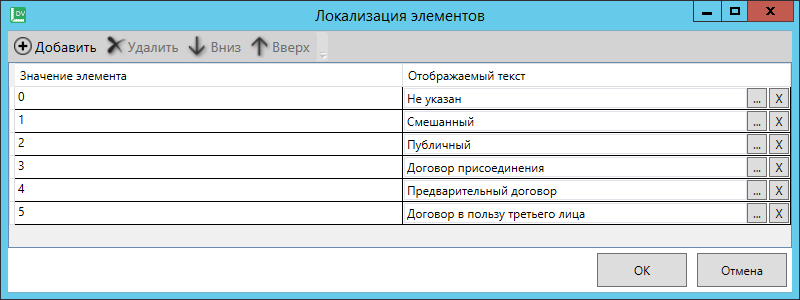 DV
Локализация элементов
Добавить Удалить Вниз Вверх
Значение элемента Отображаемый текст
0 Не указан ... X
1 Смешанный ... X
2 Публичный ... X
3 Договор присоединения ... X
4 Предварительный договор ... X
5 Договор в пользу третьего лица ... X
OK Отмена